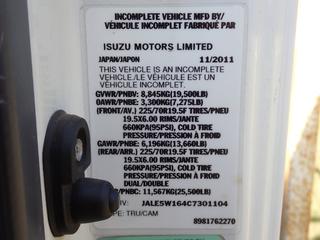 INCOMPLETE VEHICLE MFD BY/
VÉHICULE INCOMPLET FABRIQUÉ PAR
ISUZU MOTORS LIMITED
JAPAN/JAPON 11/2011
THIS VEHICLE IS AN INCOMPLETE
VEHICLE./LE VÉHICULE EST UN
VÉHICULE INCOMPLET.
GVWR/PNBV: 8,845KG(19,500LB)
GAWR/PNBE: 3,300KG(7,275LB)
(FRONT/AV.) 225/70R19.5F TIRES/PNEU
19.5X6.00 RIMS/JANTE
660KPA(95PSI), COLD TIRE
PRESSURE/PRESSION À FROID
GAWR/PNBE: 6,196KG(13,660LB)
(REAR/ARR.) 225/70R19.5F TIRES/PNEU
19.5X6.00 RIMS/JANTE
660KPA(95PSI), COLD TIRE
PRESSURE/PRESSION À FROID
DUAL/DOUBLE
PNBC: 11,567KG(25,500LB)
IV: JALE5W164C7301104
TYPE: TRU/CAM
8981762270